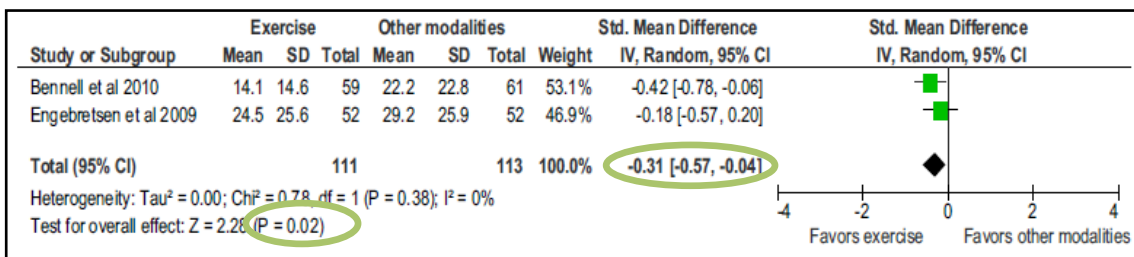 Exercise Other modalities Std. Mean Difference Std. Mean Difference
Study or Subgroup Mean SD Total Mean SD Total Weight IV, Random, 95% CI IV, Random, 95% CI
Bennell et al 2010 14.1 14.6 59 22.2 22.8 61 53.1% -0.42 [-0.78, -0.06]
Engebretsen et al 2009 24.5 25.6 52 29.2 25.9 52 46.9% -0.18 [-0.57, 0.20]
Total (95% CI) 111 113 100.0% -0.31 [-0.57, -0.04]
Heterogeneity: Tau² = 0.00; Chi² = 0.78, df = 1 (P = 0.38); I² = 0%
Test for overall effect: Z = 2.28 (P = 0.02)
-4 -2 0 2 4
Favors exercise Favors other modalities